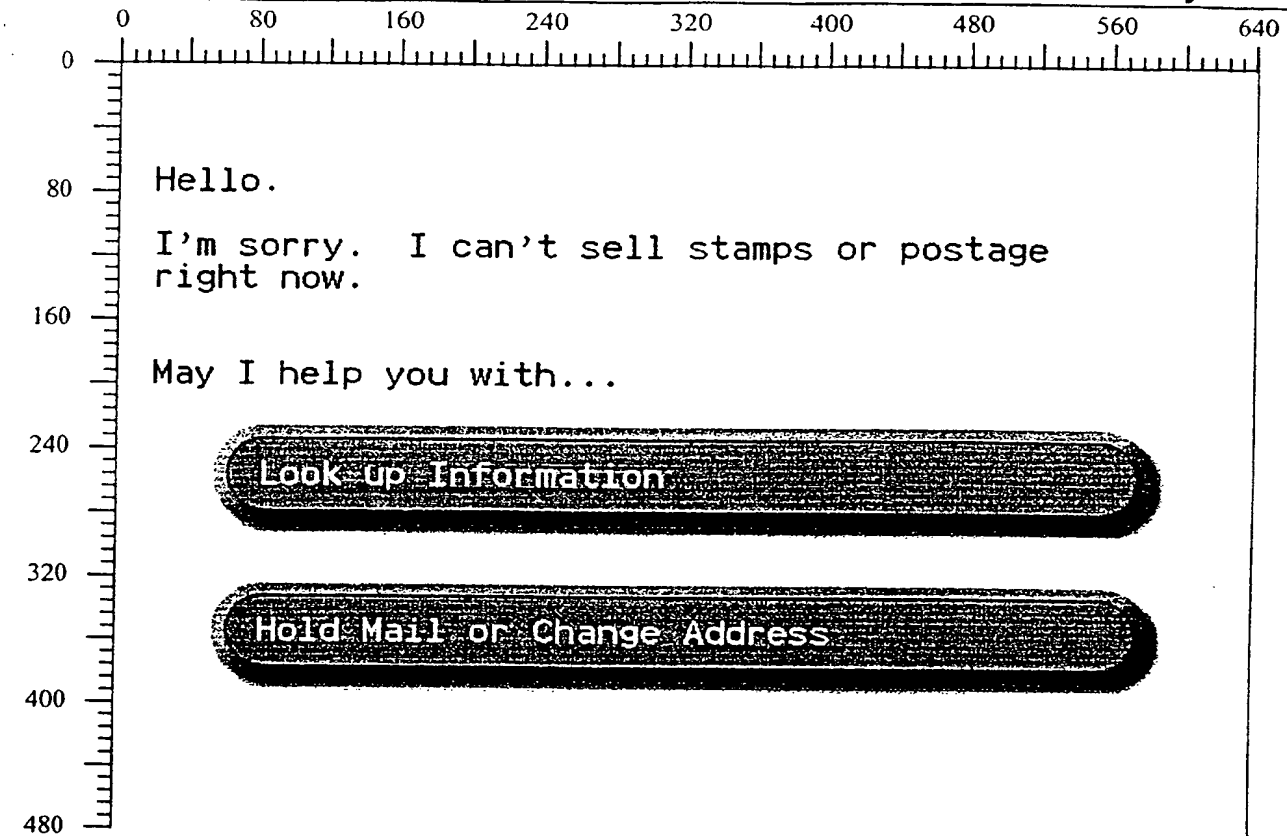 0 80 160 240 320 400 480 560 640
0
80
Hello.
I'm sorry.  I can't sell stamps or postage
right now.
160
May I help you with...
240
Look up Information
320
Hold Mail or Change Address
400
480